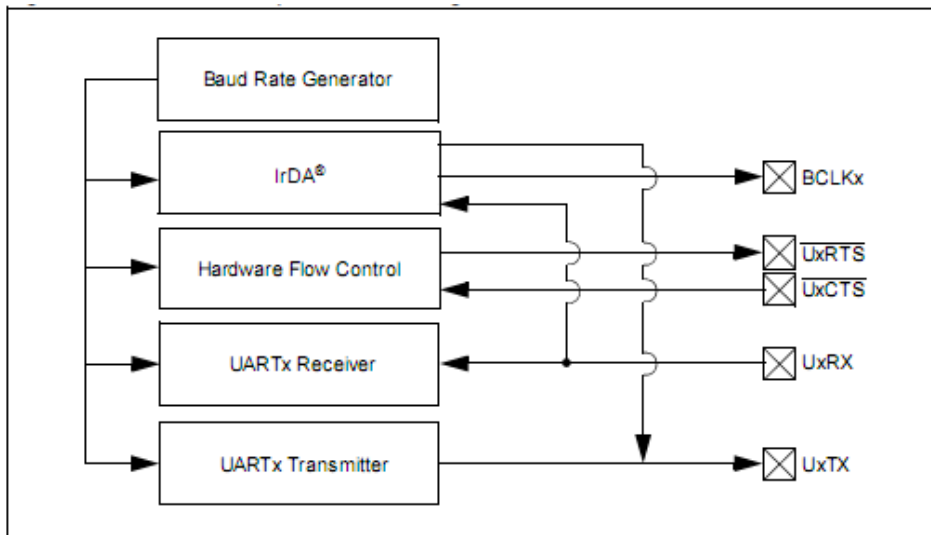 Baud Rate Generator
IrDA®
BCLKx
UxRTS
Hardware Flow Control
UxCTS
UARTx Receiver
UxRX
UARTx Transmitter
UxTX